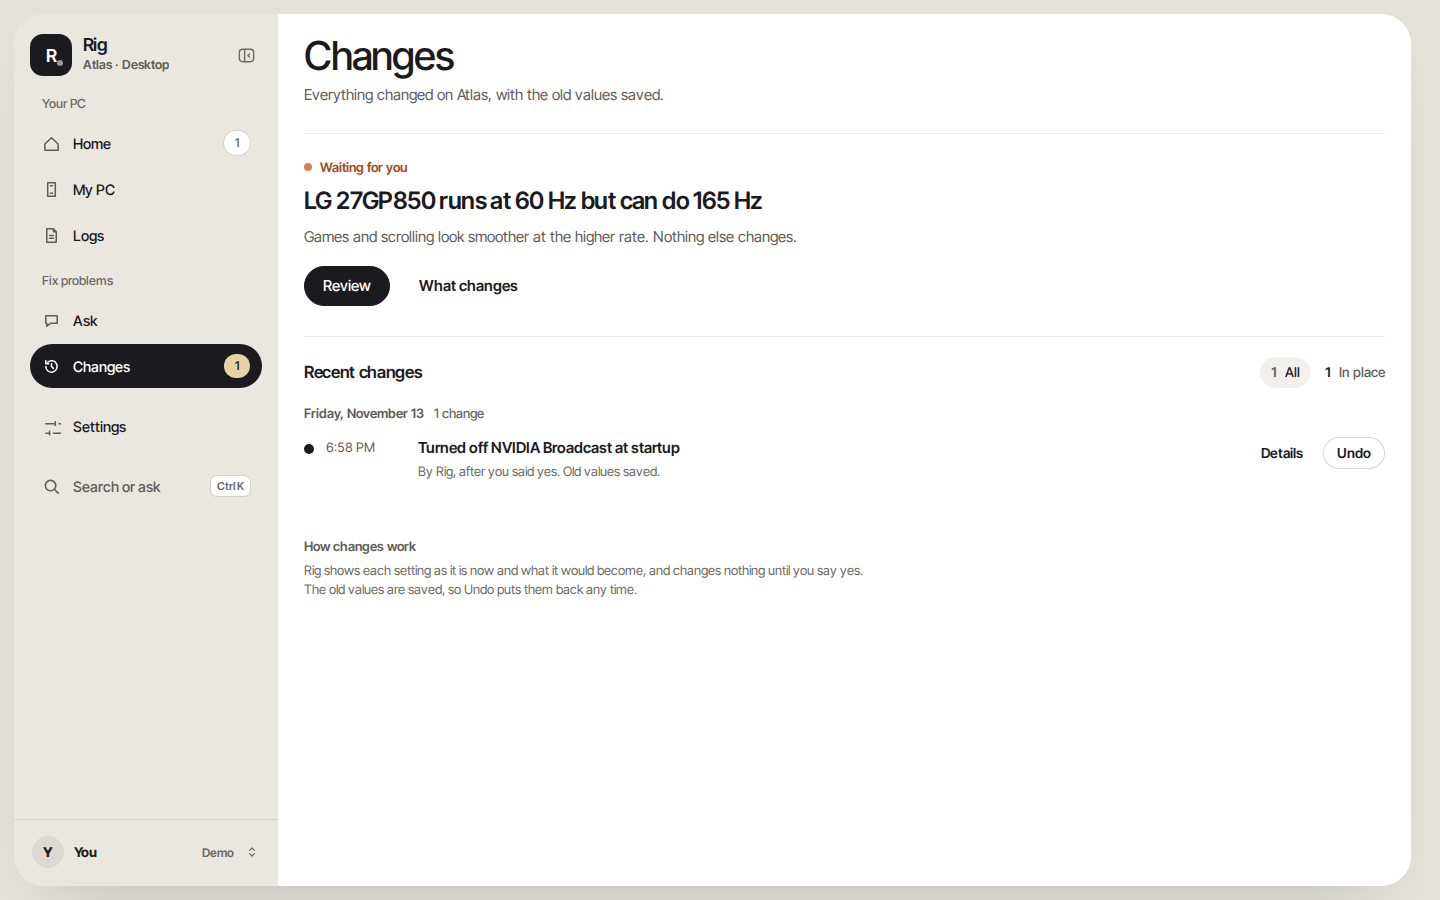 R
Rig
Atlas · Desktop
Your PC
Home 1
My PC
Logs
Fix problems
Ask
Changes 1
Settings
Search or ask Ctrl K
Y You Demo
Changes
Everything changed on Atlas, with the old values saved.
Waiting for you
LG 27GP850 runs at 60 Hz but can do 165 Hz
Games and scrolling look smoother at the higher rate. Nothing else changes.
Review What changes
Recent changes 1 All 1 In place
Friday, November 13 1 change
6:58 PM Turned off NVIDIA Broadcast at startup Details Undo
By Rig, after you said yes. Old values saved.
How changes work
Rig shows each setting as it is now and what it would become, and changes nothing until you say yes.
The old values are saved, so Undo puts them back any time.